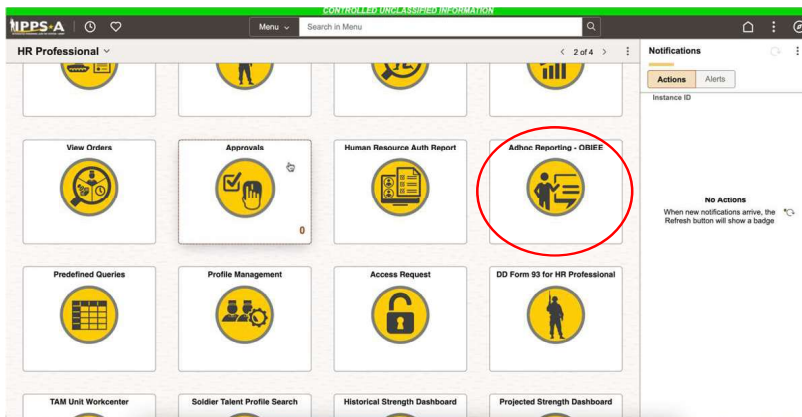 CONTROLLED UNCLASSIFIED INFORMATION
IPPS-A
Menu
Search in Menu
HR Professional
2 of 4
Notifications
Actions
Alerts
Instance ID
View Orders
Approvals
Human Resource Auth Report
Adhoc Reporting - OBIEE
0
No Actions
When new notifications arrive, the
Refresh button will show a badge
Predefined Queries
Profile Management
Access Request
DD Form 93 for HR Professional
TAM Unit Workcenter
Soldier Talent Profile Search
Historical Strength Dashboard
Projected Strength Dashboard